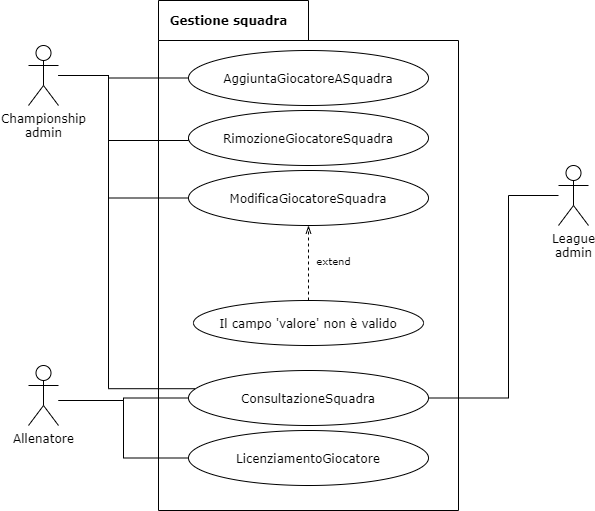 Gestione squadra
AggiuntaGiocatoreASquadra
Championship
admin
RimozioneGiocatoreSquadra
ModificaGiocatoreSquadra
League
admin
extend
Il campo 'valore' non è valido
ConsultazioneSquadra
Allenatore
LicenziamentoGiocatore